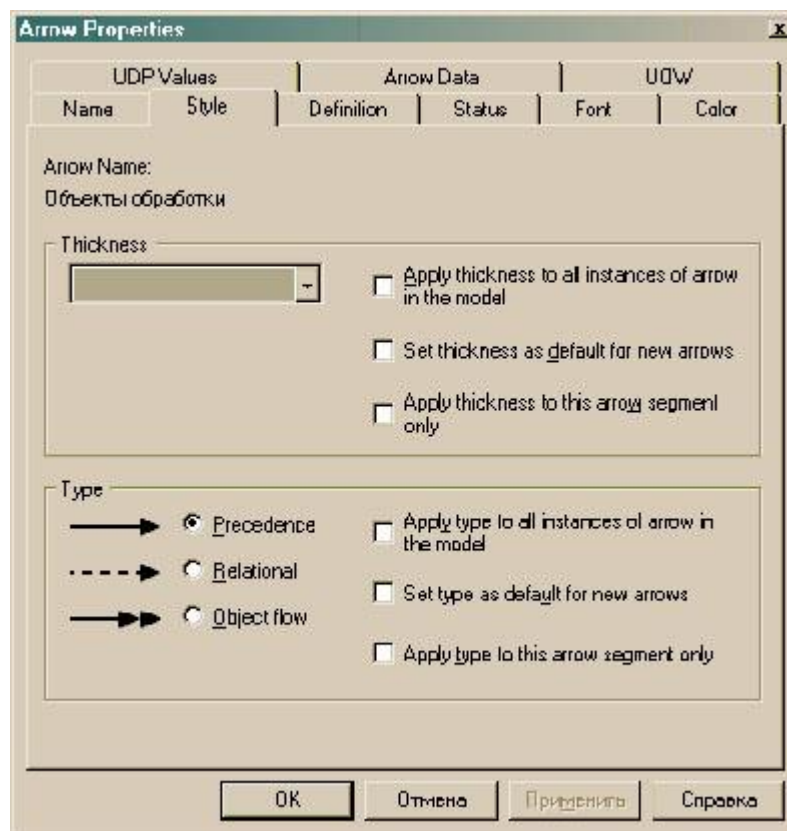 Arrow Properties
UDP Values Arrow Data UOW
Name Style Definition Status Font Color
Arrow Name:
Объекты обработки
Thickness
Apply thickness to all instances of arrow
in the model
Set thickness as default for new arrows
Apply thickness to this arrow segment
only
Type
Precedence
Apply type to all instances of arrow in
the model
Relational
Set type as default for new arrows
Object flow
Apply type to this arrow segment only
OK Отмена Применить Справка